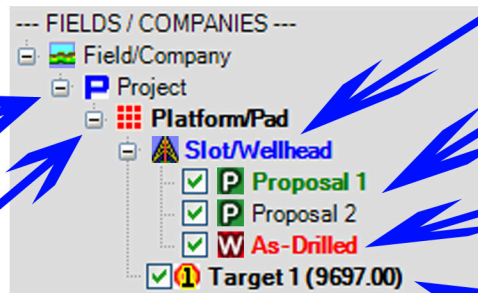 --- FIELDS / COMPANIES ---
Field/Company
P Project
Platform/Pad
Slot/Wellhead
P Proposal 1
P Proposal 2
W As-Drilled
1 Target 1 (9697.00)